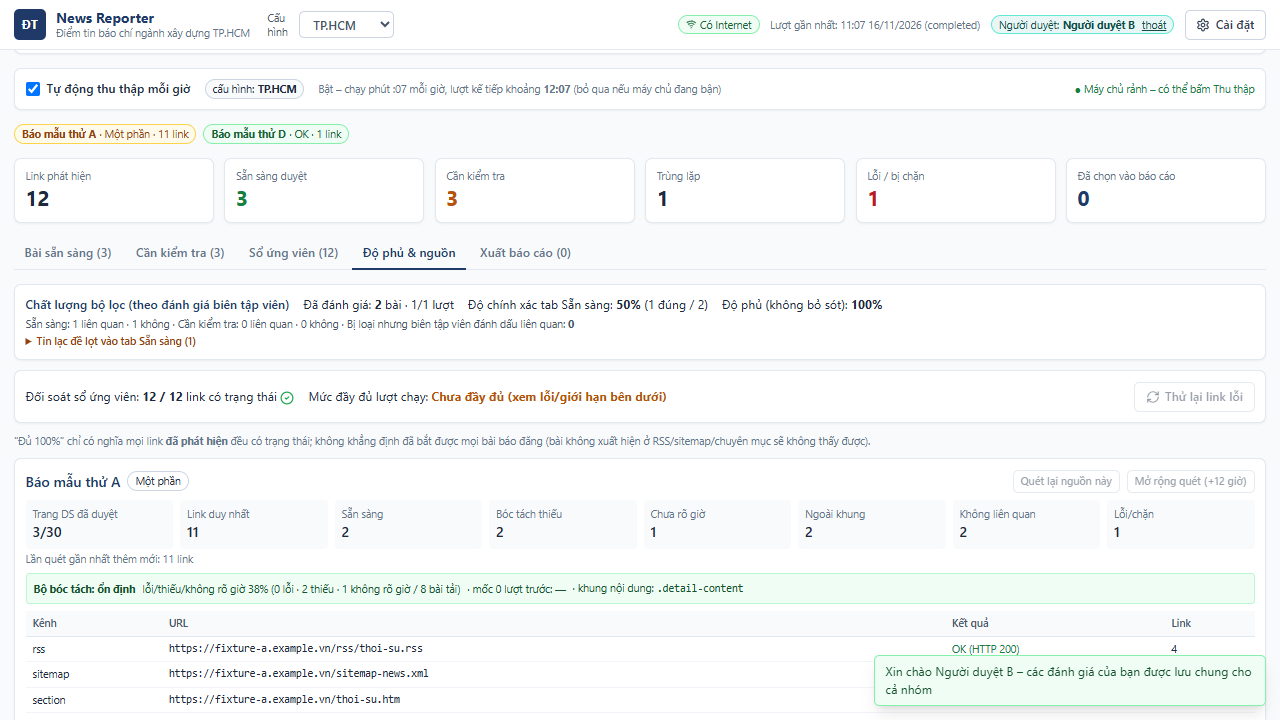 ĐT
News Reporter
Điểm tin báo chí ngành xây dựng TP.HCM
Cấu hình
TP.HCM
Có Internet
Lượt gần nhất: 11:07 16/11/2026 (completed)
Người duyệt: Người duyệt B thoát
Cài đặt
Tự động thu thập mỗi giờ
cấu hình: TP.HCM
Bật – chạy phút :07 mỗi giờ, lượt kế tiếp khoảng 12:07 (bỏ qua nếu máy chủ đang bận)
● Máy chủ rảnh – có thể bấm Thu thập
Báo mẫu thử A · Một phần · 11 link
Báo mẫu thử D · OK · 1 link
Link phát hiện
12
Sẵn sàng duyệt
3
Cần kiểm tra
3
Trùng lặp
1
Lỗi / bị chặn
1
Đã chọn vào báo cáo
0
Bài sẵn sàng (3)
Cần kiểm tra (3)
Sổ ứng viên (12)
Độ phủ & nguồn
Xuất báo cáo (0)
Chất lượng bộ lọc (theo đánh giá biên tập viên) Đã đánh giá: 2 bài · 1/1 lượt Độ chính xác tab Sẵn sàng: 50% (1 đúng / 2) Độ phủ (không bỏ sót): 100%
Sẵn sàng: 1 liên quan · 1 không · Cần kiểm tra: 0 liên quan · 0 không · Bị loại nhưng biên tập viên đánh dấu liên quan: 0
▶ Tin lạc đề lọt vào tab Sẵn sàng (1)
Đối soát sổ ứng viên: 12 / 12 link có trạng thái
Mức đầy đủ lượt chạy: Chưa đầy đủ (xem lỗi/giới hạn bên dưới)
Thử lại link lỗi
"Đủ 100%" chỉ có nghĩa mọi link đã phát hiện đều có trạng thái; không khẳng định đã bắt được mọi bài báo đăng (bài không xuất hiện ở RSS/sitemap/chuyên mục sẽ không thấy được).
Báo mẫu thử A
Một phần
Quét lại nguồn này
Mở rộng quét (+12 giờ)
Trang DS đã duyệt
3/30
Link duy nhất
11
Sẵn sàng
2
Bóc tách thiếu
2
Chưa rõ giờ
1
Ngoài khung
2
Không liên quan
2
Lỗi/chặn
1
Lần quét gần nhất thêm mới: 11 link
Bộ bóc tách: ổn định lỗi/thiếu/không rõ giờ 38% (0 lỗi · 2 thiếu · 1 không rõ giờ / 8 bài tải) · mốc 0 lượt trước: — · khung nội dung: .detail-content
Kênh URL Kết quả Link
rss https://fixture-a.example.vn/rss/thoi-su.rss OK (HTTP 200) 4
sitemap https://fixture-a.example.vn/sitemap-news.xml
section https://fixture-a.example.vn/thoi-su.htm
Xin chào Người duyệt B – các đánh giá của bạn được lưu chung cho
cả nhóm